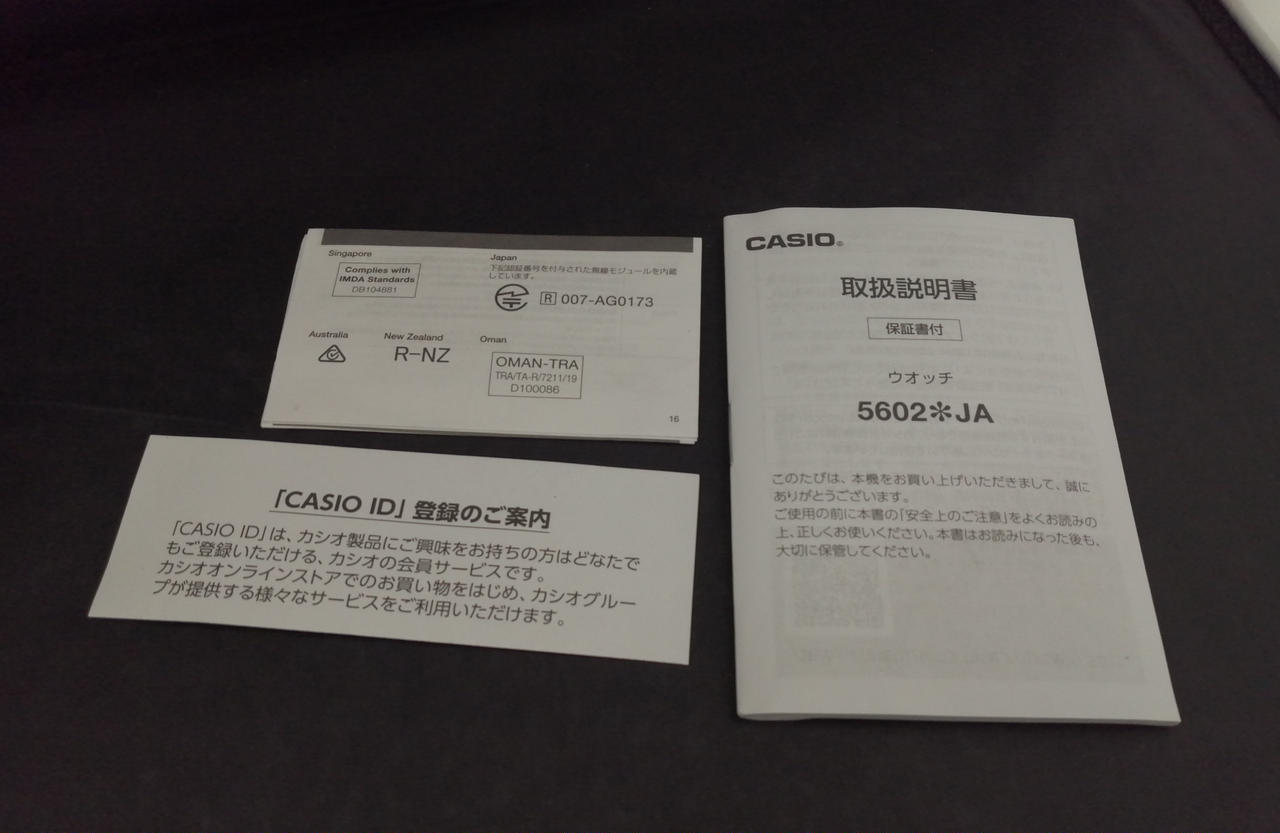 Singapore
Complies with
IMDA Standards
DB104881
Japan
下記認証番号を付与された無線モジュールを内蔵
しています。
R 007-AG0173
Australia
New Zealand
R-NZ
Oman
OMAN-TRA
TRA/TA-R/7211/19
D100086
16
「CASIO ID」登録のご案内
「CASIO ID」は、カシオ製品にご興味をお持ちの方はどなたで
もご登録いただける、カシオの会員サービスです。
カシオオンラインストアでのお買い物をはじめ、カシオグルー
プが提供する様々なサービスをご利用いただけます。
CASIO®
取扱説明書
保証書付
ウオッチ
5602✻JA
このたびは、本機をお買い上げいただきまして、誠に
ありがとうございます。
ご使用の前に本書の「安全上のご注意」をよくお読みの
上、正しくお使いください。本書はお読みになった後も、
大切に保管してください。